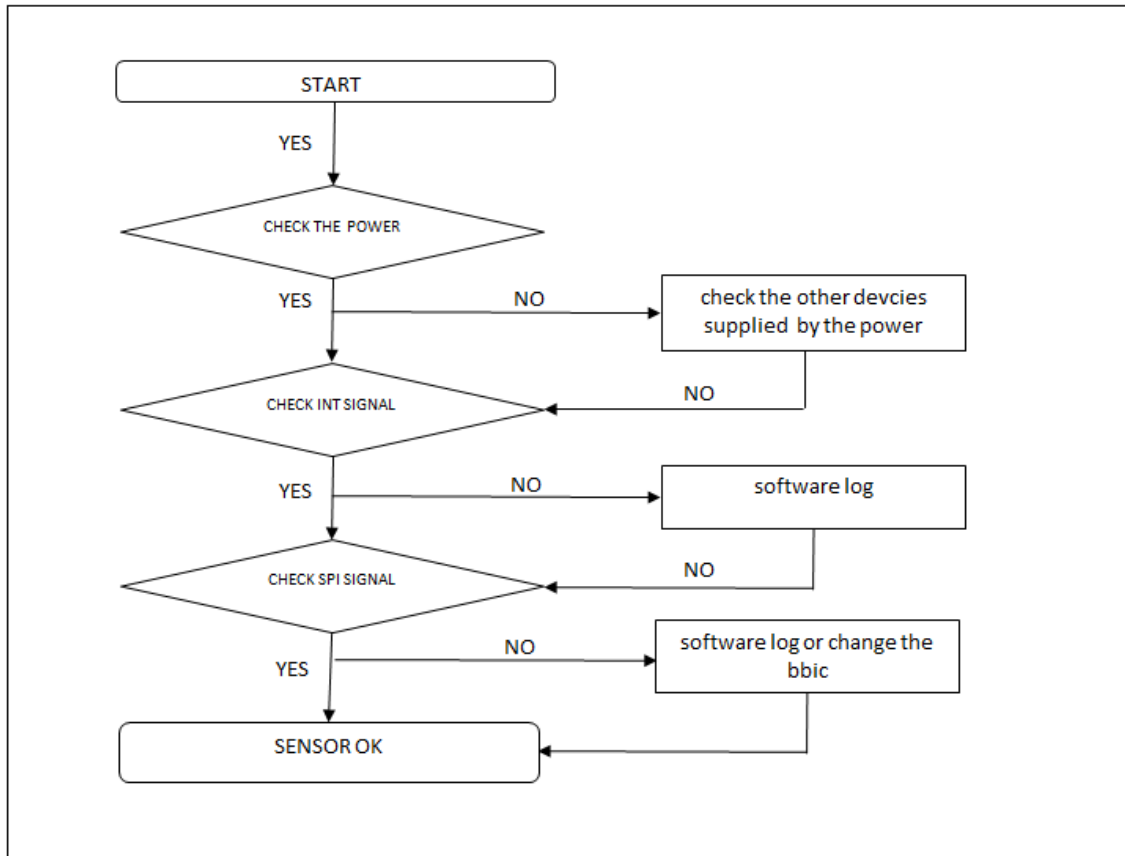 START
YES
CHECK THE POWER
YES
NO
check the other devcies
supplied by the power
NO
CHECK INT SIGNAL
YES
NO
software log
NO
CHECK SPI SIGNAL
YES
NO
software log or change the
bbic
SENSOR OK